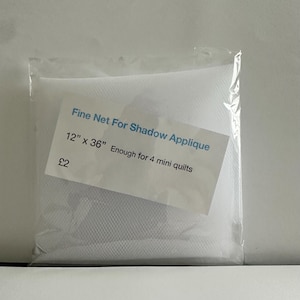 Fine Net For Shadow Applique
12" x 36" Enough for 4 mini quilts
£2